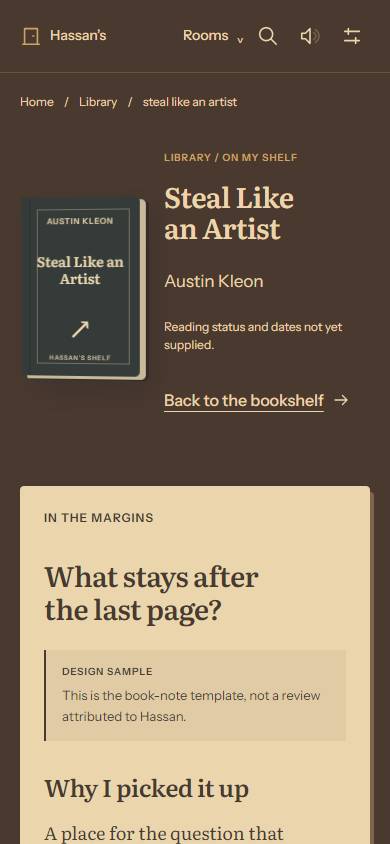 Hassan's
Rooms
Home / Library / steal like an artist
LIBRARY / ON MY SHELF
Steal Like
an Artist
Austin Kleon
Reading status and dates not yet
supplied.
Back to the bookshelf →
AUSTIN KLEON
Steal Like an
Artist
↗
HASSAN'S SHELF
IN THE MARGINS
What stays after
the last page?
DESIGN SAMPLE
This is the book-note template, not a review
attributed to Hassan.
Why I picked it up
A place for the question that